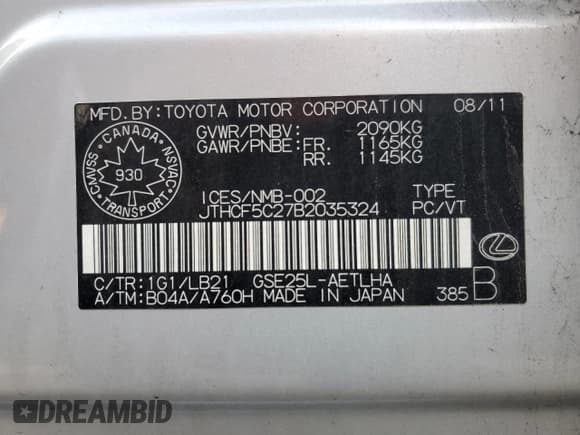 MFD. BY: TOYOTA MOTOR CORPORATION 08/11
GVWR/PNBV: 2090KG
GAWR/PNBE: FR. 1165KG
RR. 1145KG
CMVSS · CANADA · NSVAC
930
TRANSPORT
ICES/NMB-002 TYPE
JTHCF5C27B2035324 PC/VT
C/TR: 1G1/LB21 GSE25L-AETLHA
A/TM: B04A/A760H MADE IN JAPAN 385 B
DREAMBID